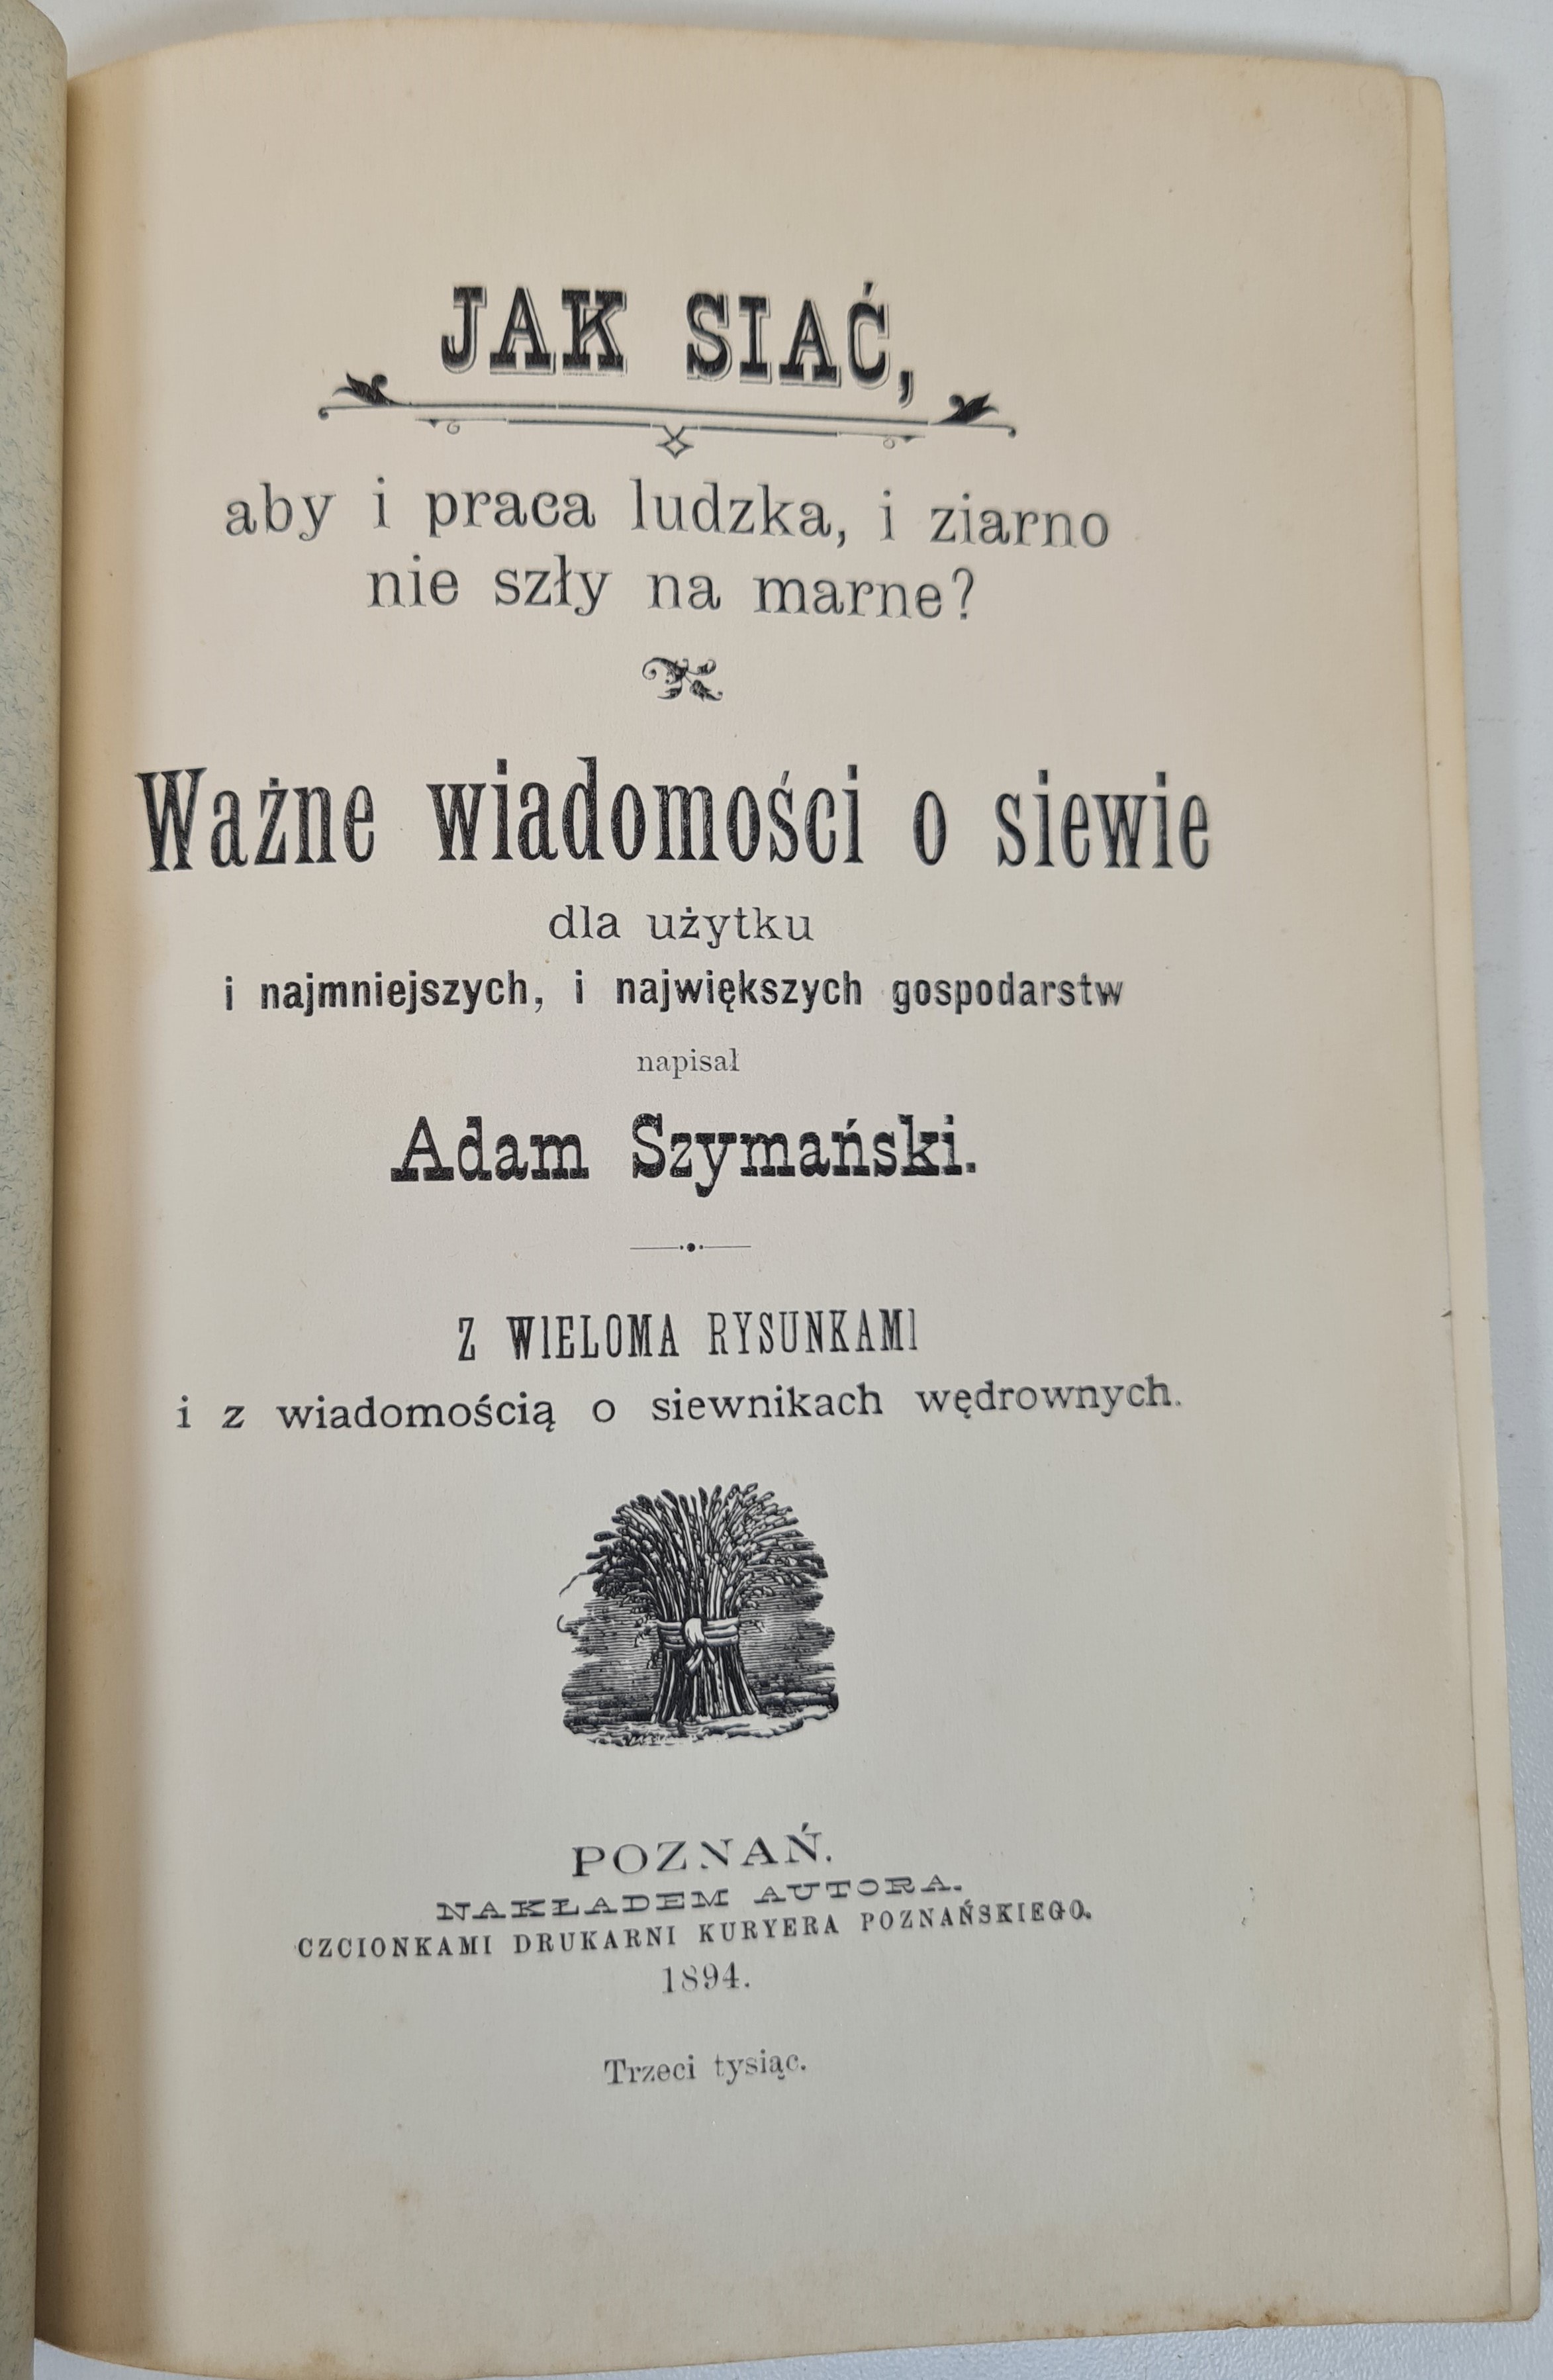 JAK SIAĆ,
aby i praca ludzka, i ziarno
nie szły na marne?
Ważne wiadomości o siewie
dla użytku
i najmniejszych, i największych gospodarstw
napisał
Adam Szymański.
Z WIELOMA RYSUNKAMI
i z wiadomością o siewnikach wędrownych.
POZNAŃ.
NAKŁADEM AUTORA.
CZCIONKAMI DRUKARNI KURYERA POZNAŃSKIEGO.
1894.
Trzeci tysiąc.